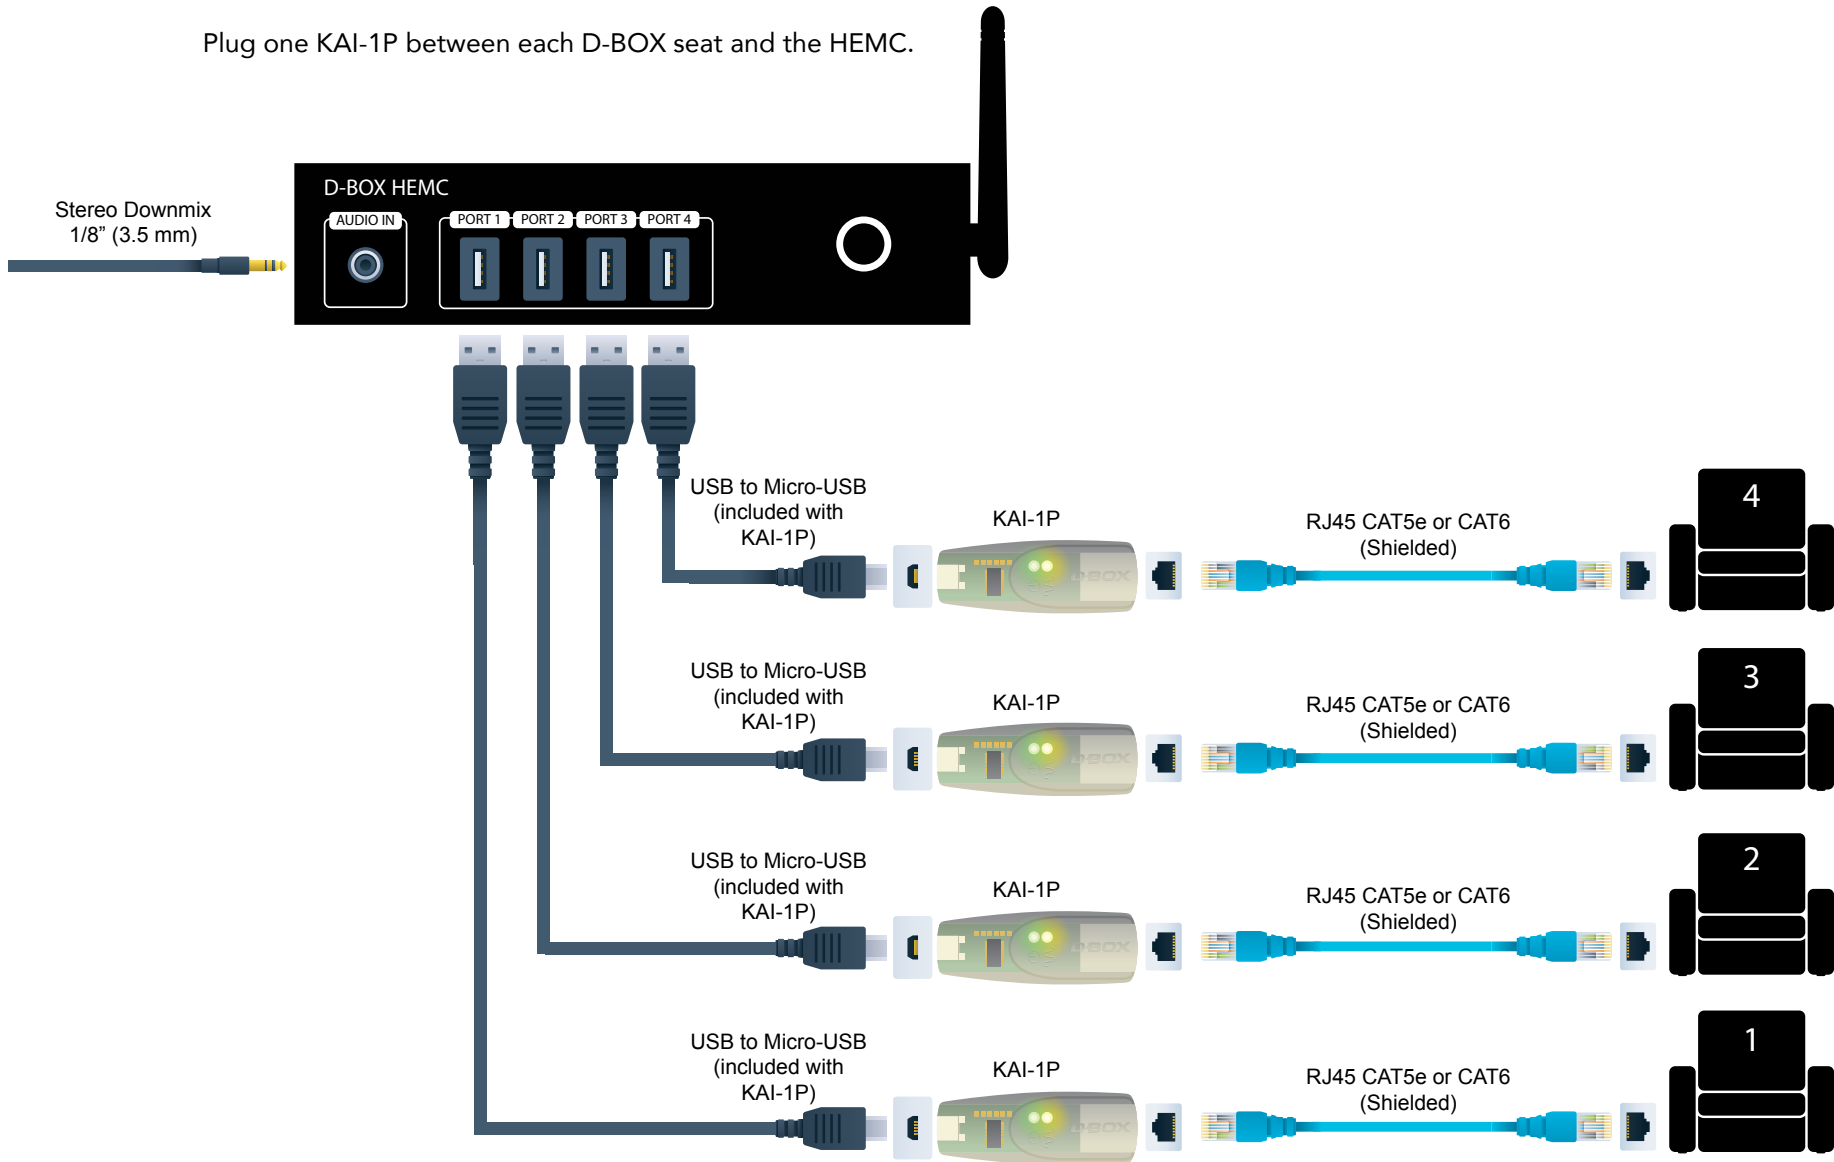 Plug one KAI-1P between each D-BOX seat and the HEMC.
D-BOX HEMC
Stereo Downmix
1/8” (3.5 mm)
AUDIO IN
PORT 1
PORT 2
PORT 3
PORT 4
USB to Micro-USB
(included with
KAI-1P)
KAI-1P
D-BOX
RJ45 CAT5e or CAT6
(Shielded)
4
USB to Micro-USB
(included with
KAI-1P)
KAI-1P
D-BOX
RJ45 CAT5e or CAT6
(Shielded)
3
USB to Micro-USB
(included with
KAI-1P)
KAI-1P
D-BOX
RJ45 CAT5e or CAT6
(Shielded)
2
USB to Micro-USB
(included with
KAI-1P)
KAI-1P
D-BOX
RJ45 CAT5e or CAT6
(Shielded)
1